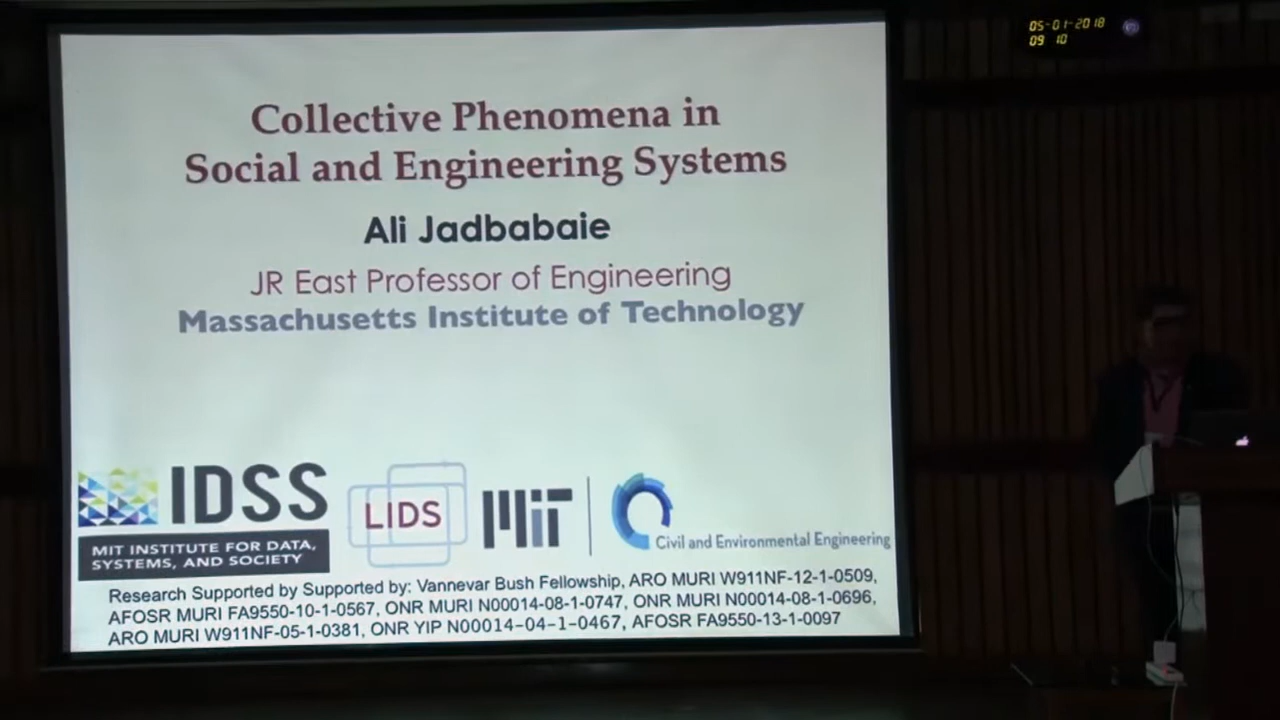 05-01-2018
09 10
Collective Phenomena in
Social and Engineering Systems
Ali Jadbabaie
JR East Professor of Engineering
Massachusetts Institute of Technology
IDSS
MIT INSTITUTE FOR DATA,
SYSTEMS, AND SOCIETY
LIDS
MIT
Civil and Environmental Engineering
Research Supported by Supported by: Vannevar Bush Fellowship, ARO MURI W911NF-12-1-0509,
AFOSR MURI FA9550-10-1-0567, ONR MURI N00014-08-1-0747, ONR MURI N00014-08-1-0696,
ARO MURI W911NF-05-1-0381, ONR YIP N00014-04-1-0467, AFOSR FA9550-13-1-0097